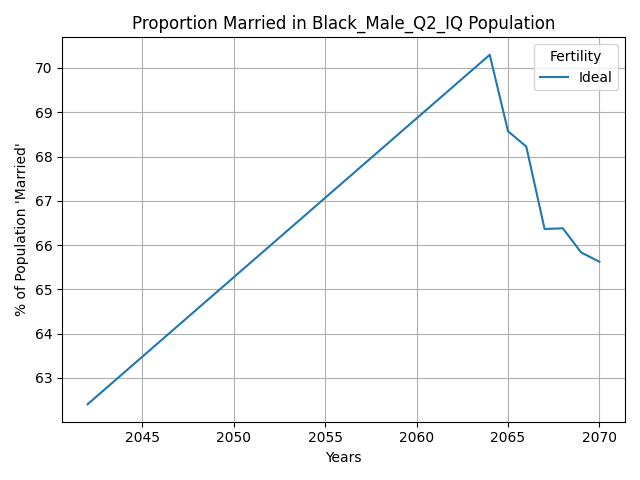 Proportion Married in Black_Male_Q2_IQ Population
Fertility
Ideal
% of Population 'Married'
70
69
68
67
66
65
64
63
2045
2050
2055
2060
2065
2070
Years